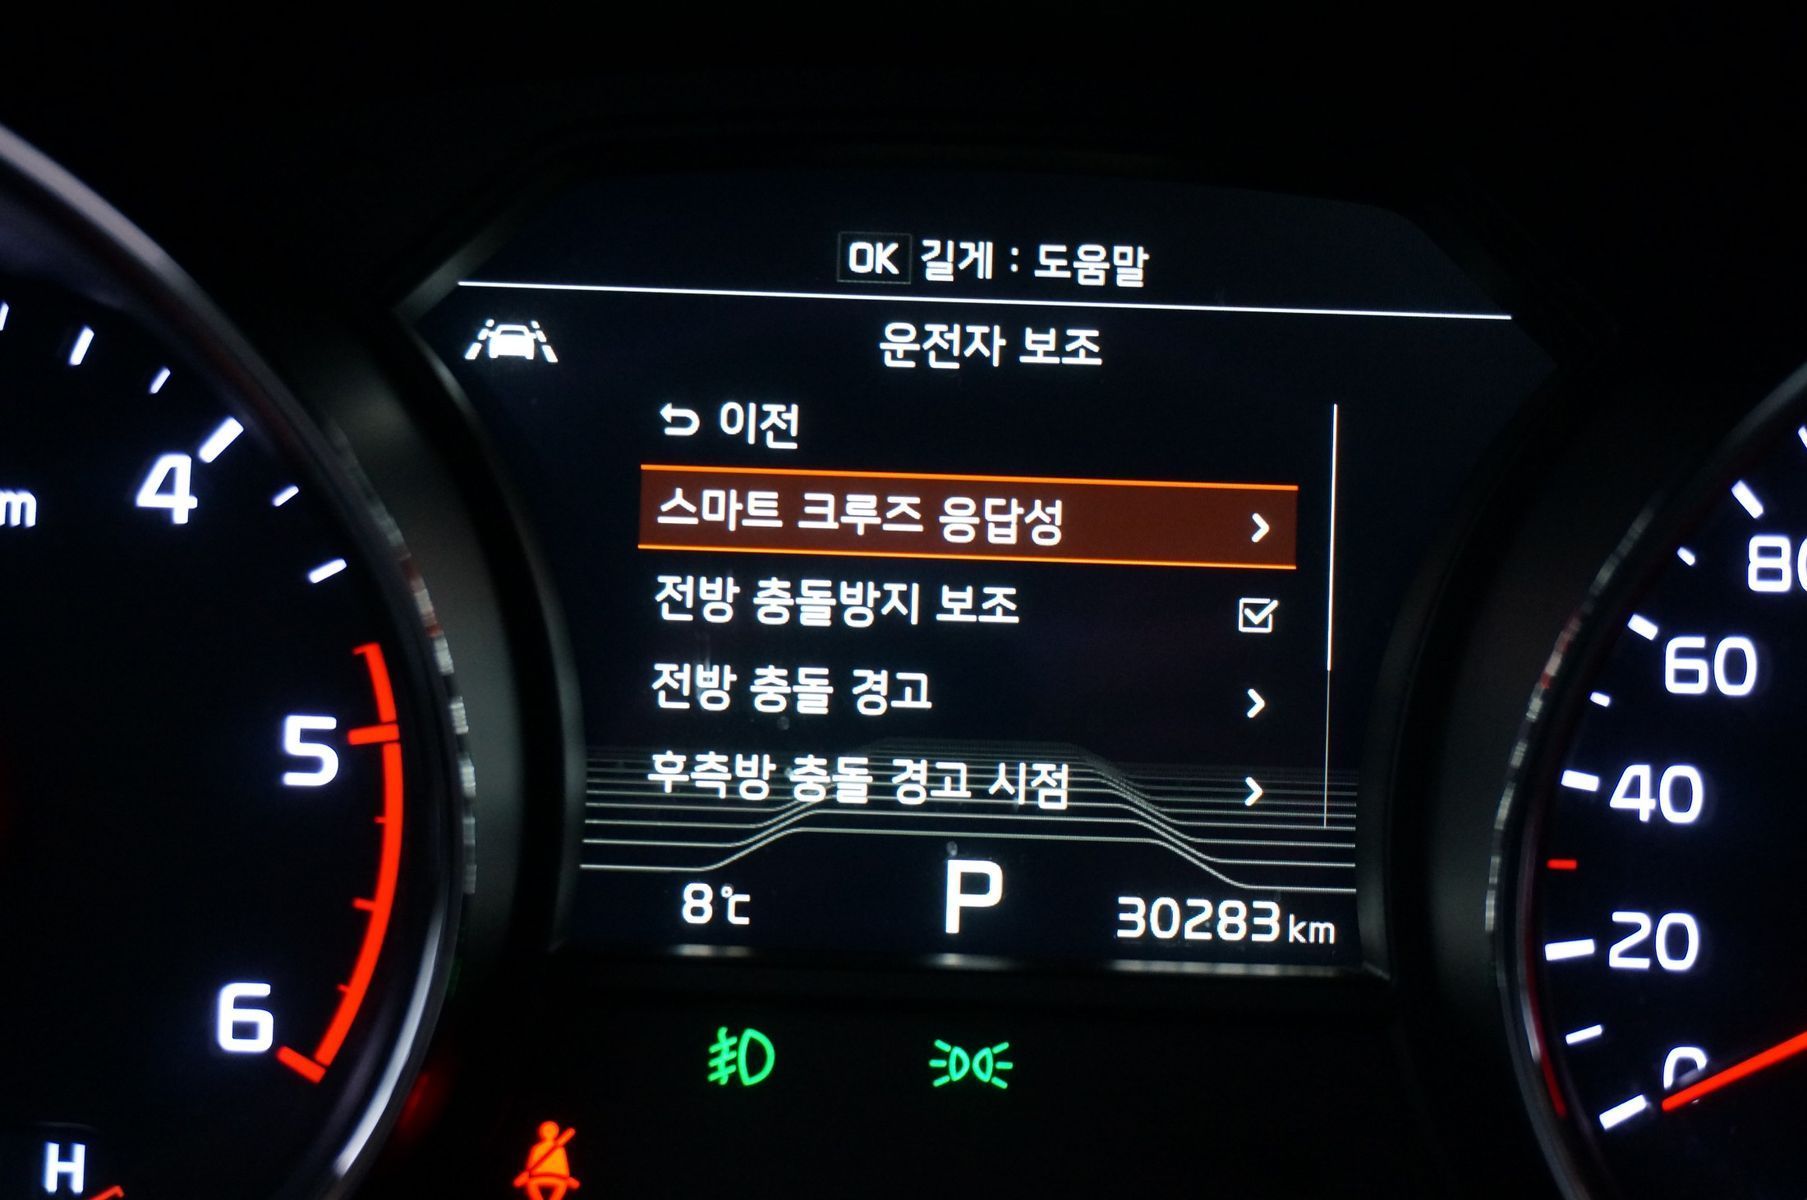 OK 길게 : 도움말
운전자 보조
이전
스마트 크루즈 응답성
전방 충돌방지 보조
전방 충돌 경고
후측방 충돌 경고 시점
8℃
P
30283 km
4
5
6
H
80
60
40
20
0